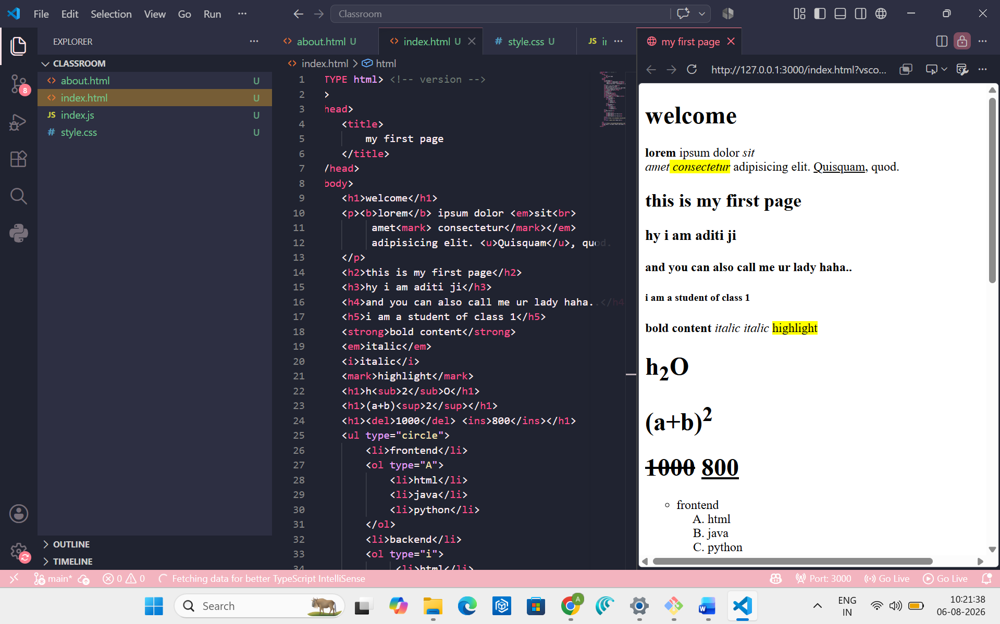 File Edit Selection View Go Run ···
Classroom
EXPLORER
CLASSROOM
about.html U
index.html U
index.js U
style.css U
OUTLINE
TIMELINE
8
about.html U
index.html U
style.css U
JS
my first page
index.html > html
http://127.0.0.1:3000/index.html?vsco...
1 TYPE html> <!-- version -->
2 >
3 head>
4 <title>
5 my first page
6 </title>
7 /head>
8 body>
9 <h1>welcome</h1>
10 <p><b>lorem</b> ipsum dolor <em>sit<br>
11 amet<mark> consectetur</mark></em>
12 adipisicing elit. <u>Quisquam</u>, quod.
13 </p>
14 <h2>this is my first page</h2>
15 <h3>hy i am aditi ji</h3>
16 <h4>and you can also call me ur lady haha..</h4
17 <h5>i am a student of class 1</h5>
18 <strong>bold content</strong>
19 <em>italic</em>
20 <i>italic</i>
21 <mark>highlight</mark>
22 <h1>h<sub>2</sub>O</h1>
23 <h1>(a+b)<sup>2</sup></h1>
24 <h1><del>1000</del> <ins>800</ins></h1>
25 <ul type="circle">
26 <li>frontend</li>
27 <ol type="A">
28 <li>html</li>
29 <li>java</li>
30 <li>python</li>
31 </ol>
32 <li>backend</li>
33 <ol type="i">
34 <li>html</li>
welcome
lorem ipsum dolor sit
amet consectetur adipisicing elit. Quisquam, quod.
this is my first page
hy i am aditi ji
and you can also call me ur lady haha..
i am a student of class 1
bold content italic italic highlight
h2O
(a+b)2
1000 800
frontend
A. html
B. java
C. python
main* 0 0 Fetching data for better TypeScript IntelliSense
Port: 3000 Go Live Go Live
Search
A
W
ENG
IN
10:21:38
06-08-2026